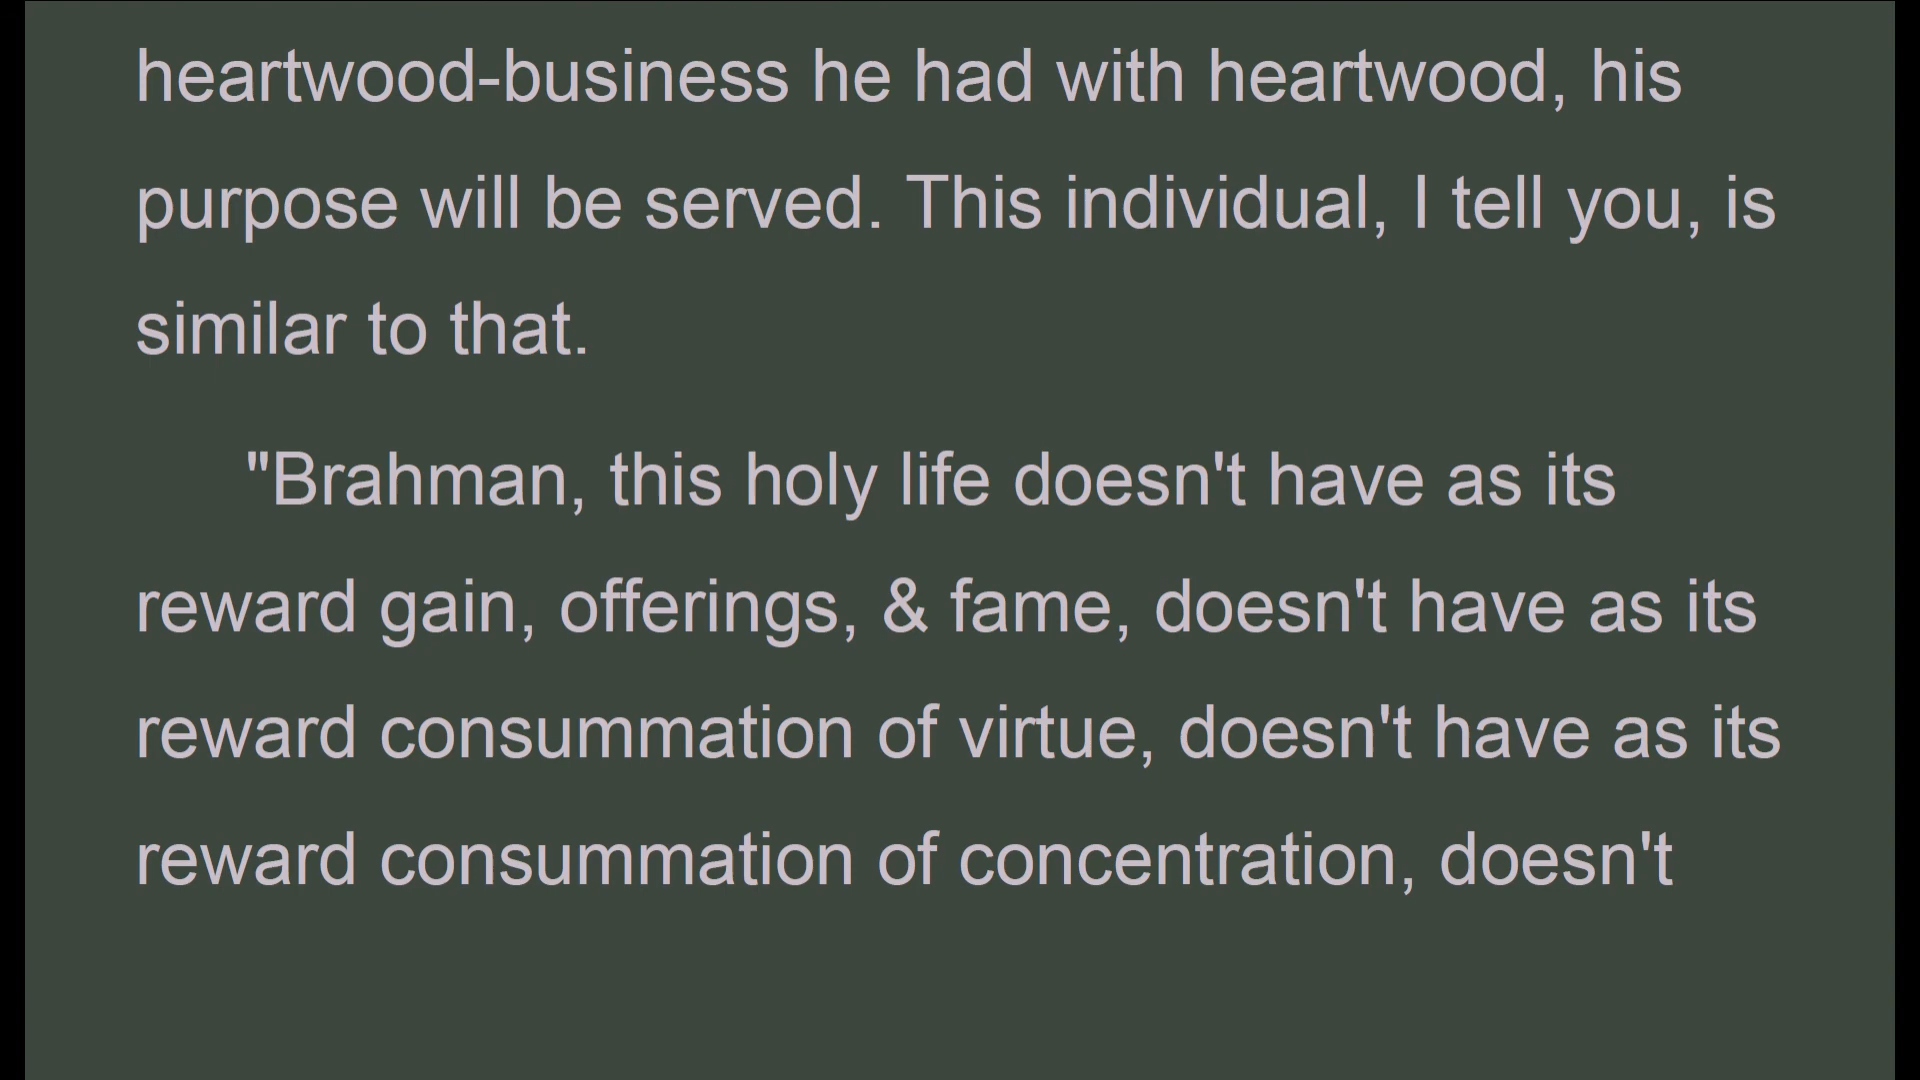 heartwood-business he had with heartwood, his
purpose will be served. This individual, I tell you, is
similar to that.
"Brahman, this holy life doesn't have as its
reward gain, offerings, & fame, doesn't have as its
reward consummation of virtue, doesn't have as its
reward consummation of concentration, doesn't